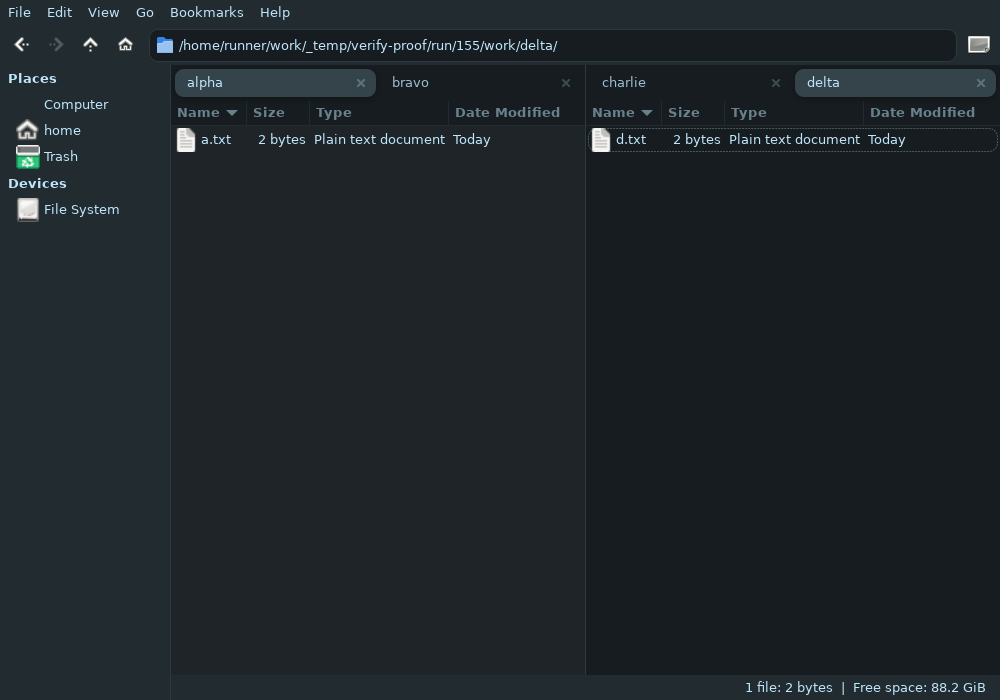 File Edit View Go Bookmarks Help
/home/runner/work/_temp/verify-proof/run/155/work/delta/
Places
Computer
home
Trash
Devices
File System
alpha bravo
Name Size Type Date Modified
a.txt 2 bytes Plain text document Today
charlie delta
Name Size Type Date Modified
d.txt 2 bytes Plain text document Today
1 file: 2 bytes | Free space: 88.2 GiB